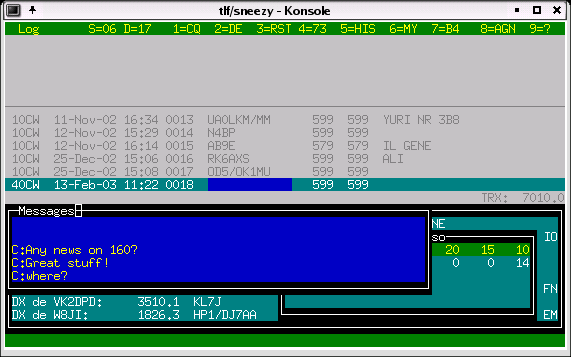 tlf/sneezy - Konsole
Log S=06 D=17 1=CQ 2=DE 3=RST 4=73 5=HIS 6=MY 7=B4 8=AGN 9=?
10CW 11-Nov-02 16:34 0013 UA0LKM/MM 599 599 YURI NR 3B8
10CW 12-Nov-02 15:29 0014 N4BP 599 599
10CW 12-Nov-02 16:14 0015 AB9E 579 579 IL GENE
10CW 25-Dec-02 15:06 0016 RK6AXS 599 599 ALI
10CW 25-Dec-02 15:08 0017 OD5/OK1MU 599 599
40CW 13-Feb-03 11:22 0018 599 599
TRX: 7010.0
Messages
NE
so
IO
C:Any news on 160?
20 15 10
C:Great stuff!
0 0 14
C:where?
FN
DX de VK2DPD: 3510.1 KL7J
DX de W8JI: 1826.3 HP1/DJ7AA
EM